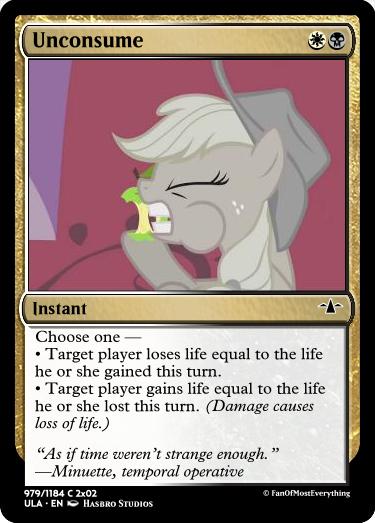 Unconsume
Instant
Choose one —
• Target player loses life equal to the life
he or she gained this turn.
• Target player gains life equal to the life
he or she lost this turn. (Damage causes
loss of life.)
“As if time weren’t strange enough.”
—Minuette, temporal operative
979/1184 C 2x02
ULA • EN Hasbro Studios
© FanOfMostEverything